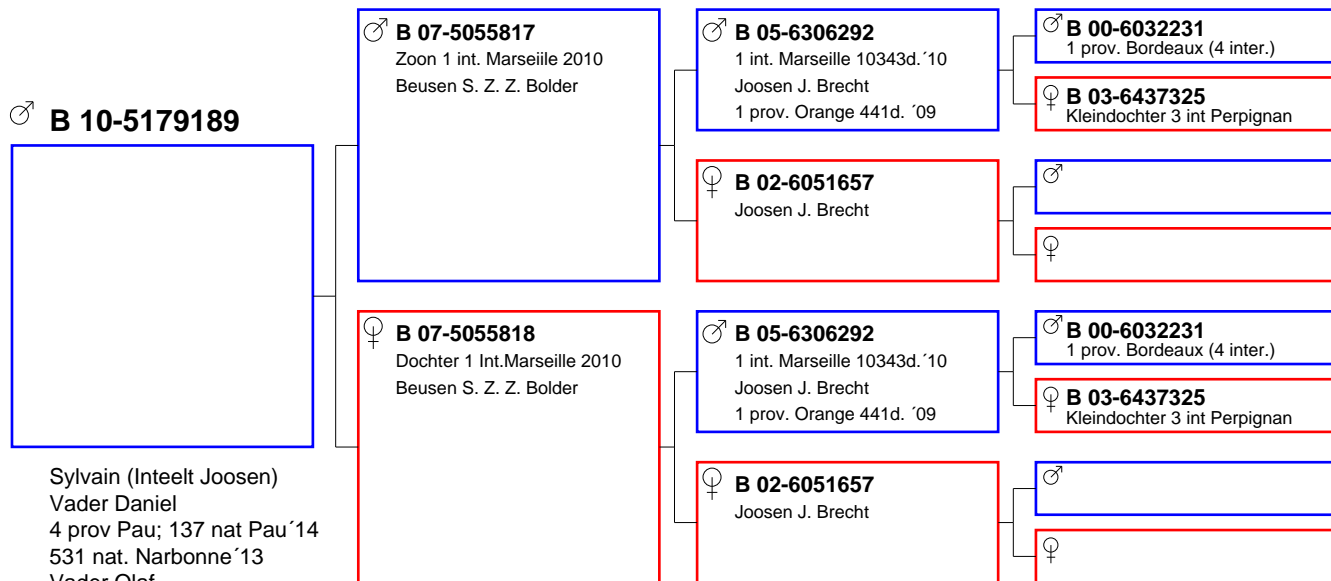 B 10-5179189
Sylvain (Inteelt Joosen)
Vader Daniel
4 prov Pau; 137 nat Pau´14
531 nat. Narbonne´13
Vader Olaf
B 07-5055817
Zoon 1 int. Marseiile 2010
Beusen S. Z. Z. Bolder
B 07-5055818
Dochter 1 Int.Marseille 2010
Beusen S. Z. Z. Bolder
B 05-6306292
1 int. Marseille 10343d.´10
Joosen J. Brecht
1 prov. Orange 441d. ´09
B 02-6051657
Joosen J. Brecht
B 05-6306292
1 int. Marseille 10343d.´10
Joosen J. Brecht
1 prov. Orange 441d. ´09
B 02-6051657
Joosen J. Brecht
B 00-6032231
1 prov. Bordeaux (4 inter.)
B 03-6437325
Kleindochter 3 int Perpignan
B 00-6032231
1 prov. Bordeaux (4 inter.)
B 03-6437325
Kleindochter 3 int Perpignan